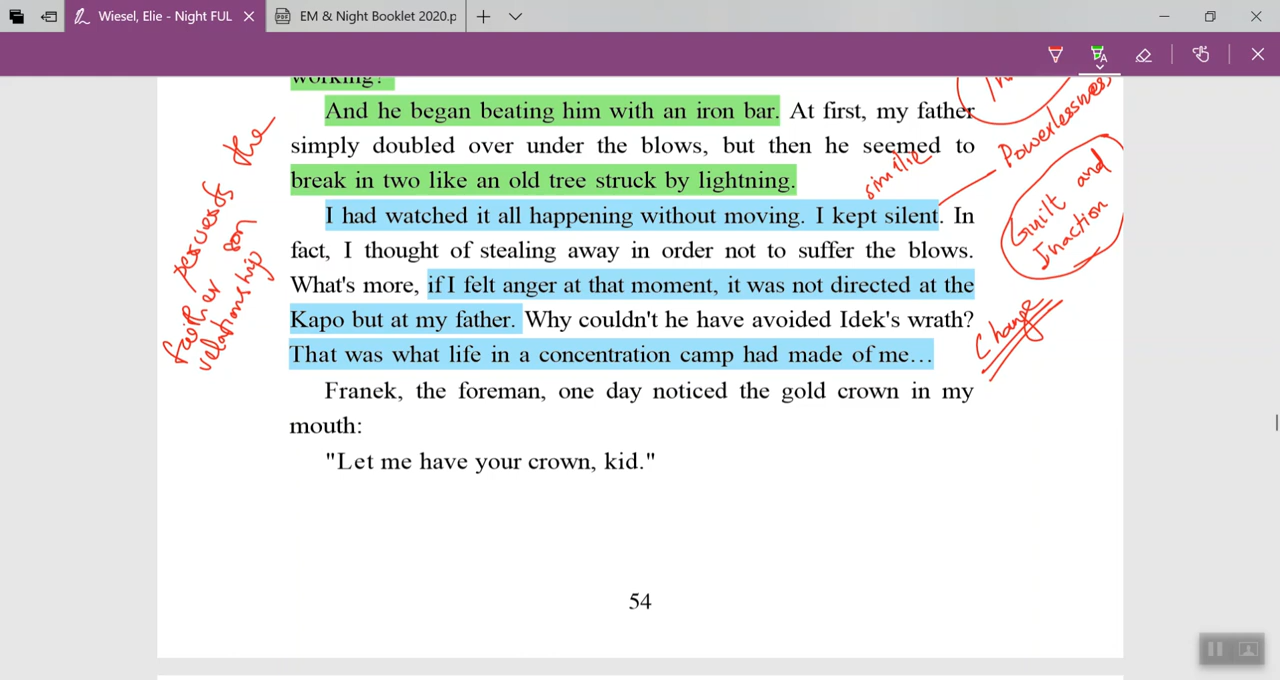 Wiesel, Elie - Night FUL
EM & Night Booklet 2020.p
working?
And he began beating him with an iron bar. At first, my father
simply doubled over under the blows, but then he seemed to
break in two like an old tree struck by lightning.
I had watched it all happening without moving. I kept silent. In
fact, I thought of stealing away in order not to suffer the blows.
What's more, if I felt anger at that moment, it was not directed at the
Kapo but at my father. Why couldn't he have avoided Idek's wrath?
That was what life in a concentration camp had made of me...
Franek, the foreman, one day noticed the gold crown in my
mouth:
"Let me have your crown, kid."
54
the
father son
relationship
similie
Powerlessness
Guilt and
Inaction
Change